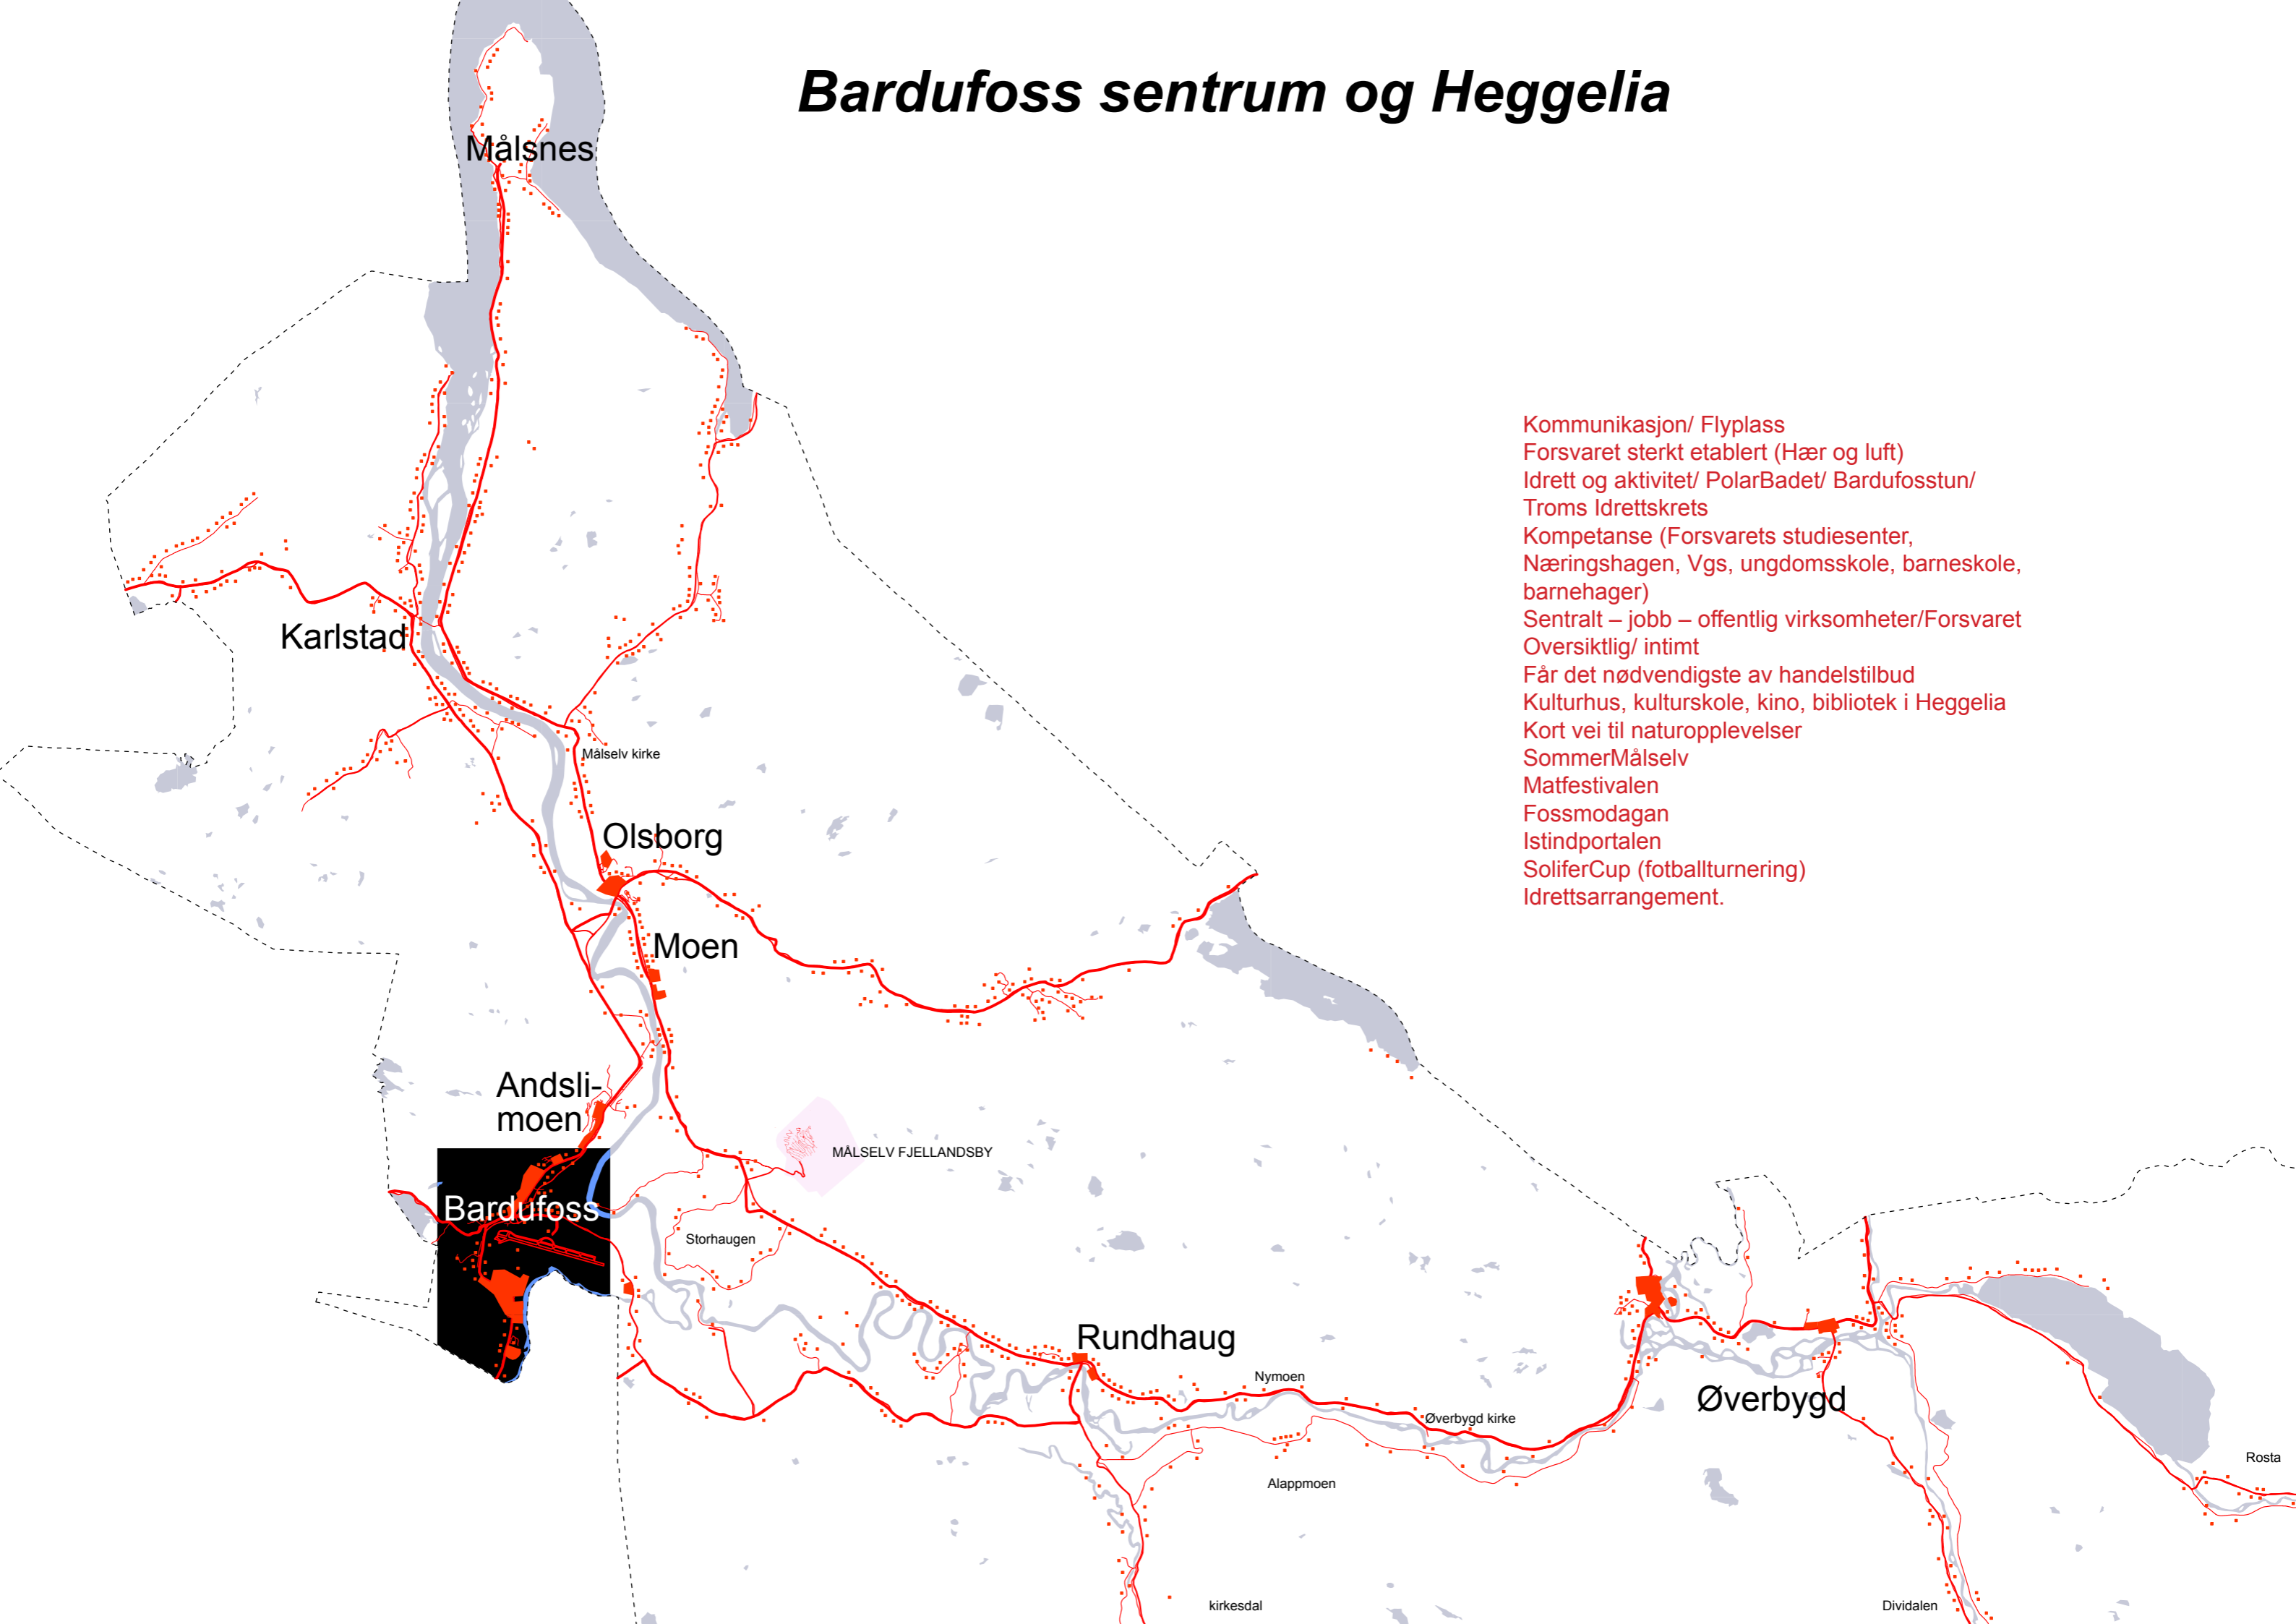 Bardufoss sentrum og Heggelia
Målsnes
Kommunikasjon/ Flyplass
Forsvaret sterkt etablert (Hær og luft)
Idrett og aktivitet/ PolarBadet/ Bardufosstun/
Troms Idrettskrets
Kompetanse (Forsvarets studiesenter,
Næringshagen, Vgs, ungdomsskole, barneskole,
barnehager)
Sentralt – jobb – offentlig virksomheter/Forsvaret
Oversiktlig/ intimt
Får det nødvendigste av handelstilbud
Kulturhus, kulturskole, kino, bibliotek i Heggelia
Kort vei til naturopplevelser
SommerMålselv
Matfestivalen
Fossmodagan
Istindportalen
SoliferCup (fotballturnering)
Idrettsarrangement.
Karlstad
Målselv kirke
Olsborg
Moen
Andsli-
moen
MÅLSELV FJELLANDSBY
Bardufoss
Storhaugen
Rundhaug
Nymoen
Øverbygd
Øverbygd kirke
Rosta
Alappmoen
kirkesdal
Dividalen